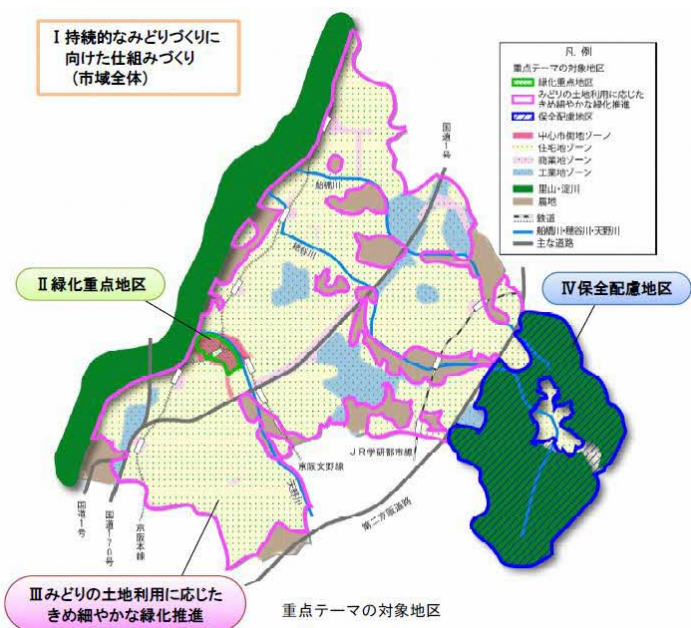 Ⅰ持続的なみどりづくりに
向けた仕組みづくり
(市域全体)
凡例
重点テーマの対象地区
緑化重点地区
みどりの土地利用に応じた
きめ細やかな緑化推進
保全配慮地区
中心市街地ゾーン
住宅地ゾーン
商業地ゾーン
工業地ゾーン
里山・淀川
農地
鉄道
船橋川・穂谷川・天野川
主な道路
国道1号
船橋川
穂谷川
Ⅱ緑化重点地区
Ⅳ保全配慮地区
JR学研都市線
京阪交野線
天野川
第二京阪道路
国道1号
国道170号
京阪本線
Ⅲみどりの土地利用に応じた
きめ細やかな緑化推進
重点テーマの対象地区